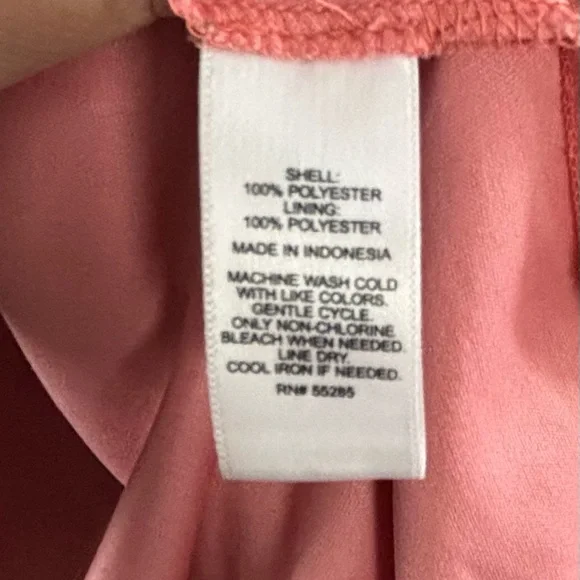 SHELL:
100% POLYESTER
LINING:
100% POLYESTER
MADE IN INDONESIA
MACHINE WASH COLD
WITH LIKE COLORS.
GENTLE CYCLE.
ONLY NON-CHLORINE
BLEACH WHEN NEEDED.
LINE DRY.
COOL IRON IF NEEDED.
RN# 55285